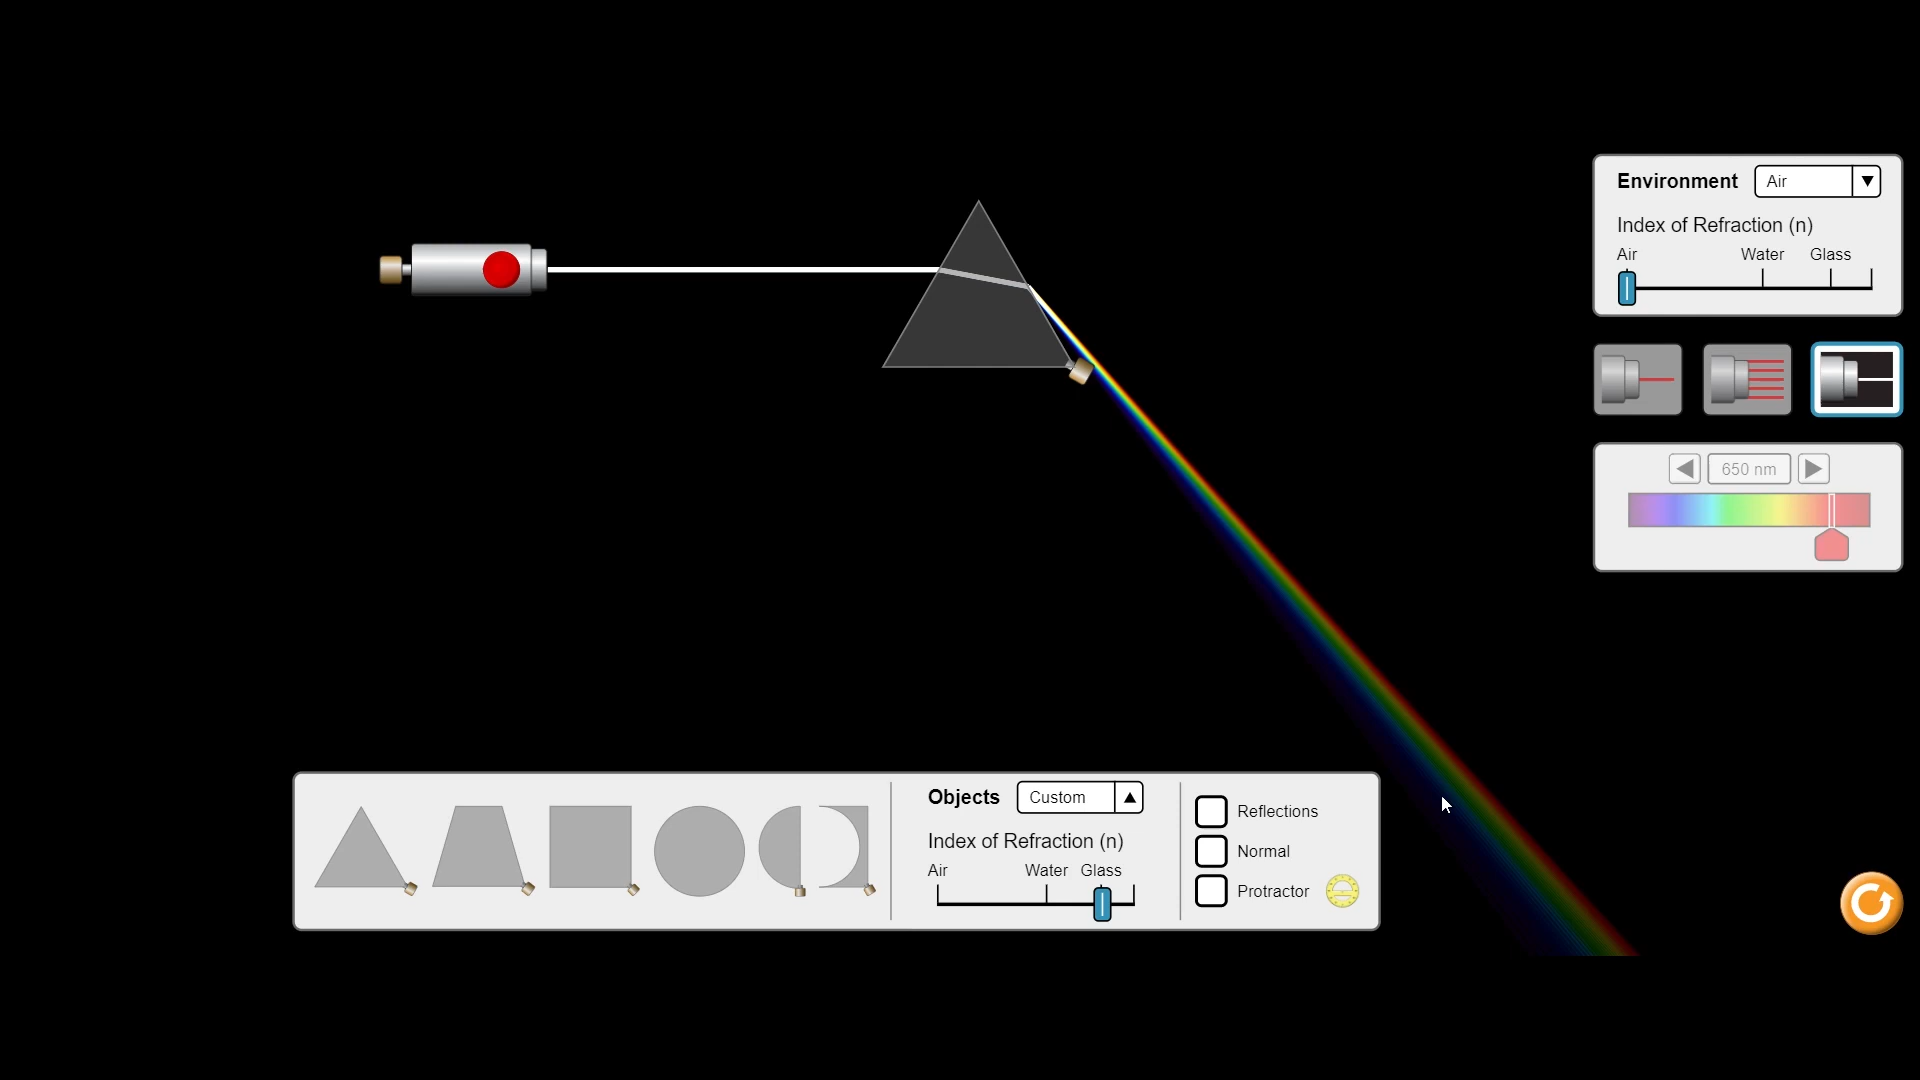 Environment Air
Index of Refraction (n)
Air Water Glass
650 nm
Objects Custom
Index of Refraction (n)
Air Water Glass
Reflections
Normal
Protractor